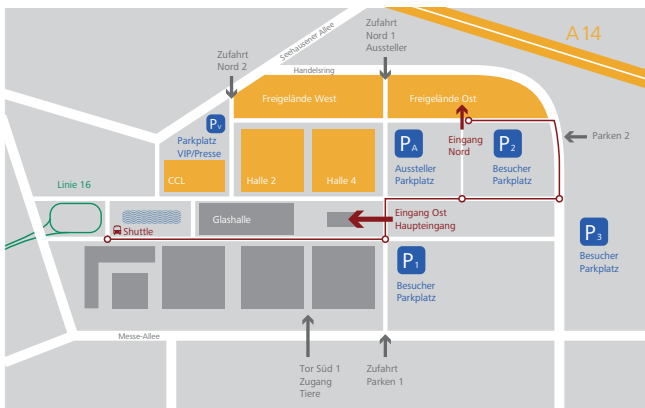 Zufahrt
Nord 1
Aussteller
Seehausener Allee
A14
Zufahrt
Nord 2
Handelsring
Freigelände West
Freigelände Ost
Pv
Parkplatz
VIP/Presse
PA
Aussteller
Parkplatz
Eingang
Nord
P2
Besucher
Parkplatz
Parken 2
CCL
Halle 2
Halle 4
Linie 16
Shuttle
Glashalle
Eingang Ost
Haupteingang
P3
Besucher
Parkplatz
P1
Besucher
Parkplatz
Messe-Allee
Tor Süd 1
Zugang
Tiere
Zufahrt
Parken 1